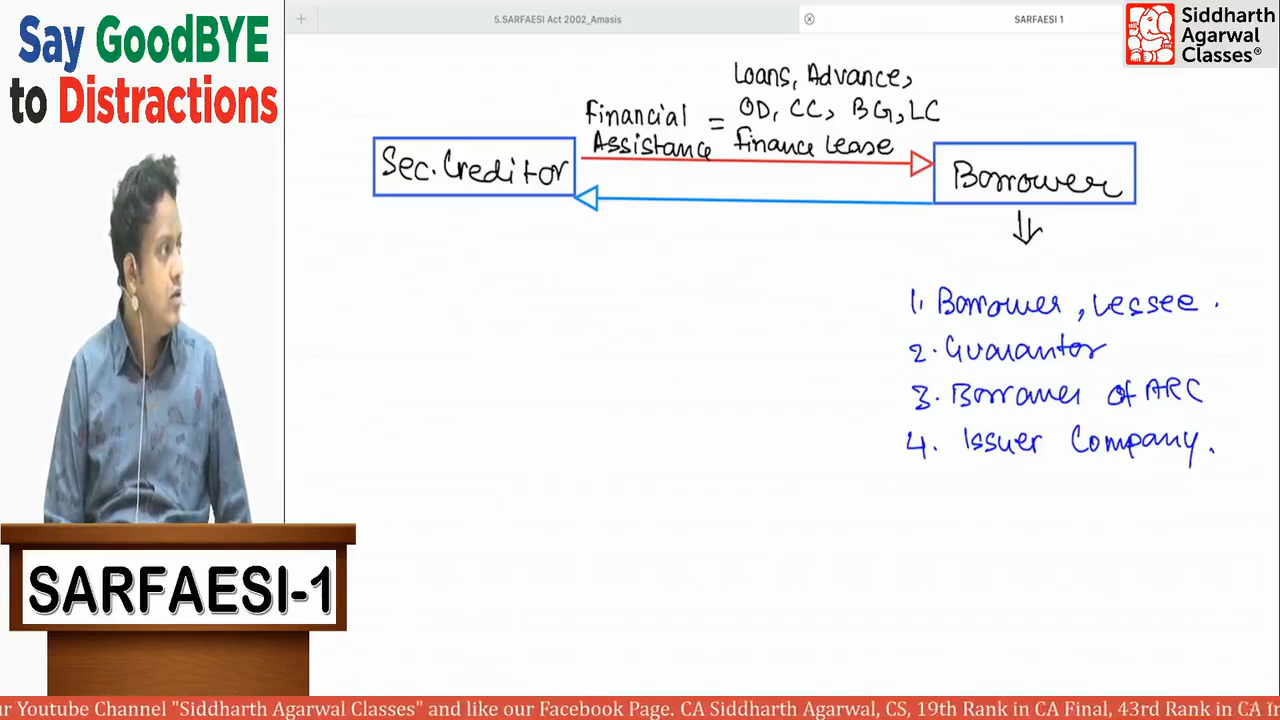 Say GoodBYE
to Distractions
5.SARFAESI Act 2002_Amasis
SARFAESI 1
Siddharth
Agarwal
Classes®
Loans, Advance,
Financial = OD, CC, BG, LC
Assistance Finance Lease
Sec. Creditor
Borrower
1. Borrower, Lessee.
2. Guarantor
3. Borrower of ARC
4. Issuer Company.
SARFAESI-1
ur Youtube Channel "Siddharth Agarwal Classes" and like our Facebook Page. CA Siddharth Agarwal, CS, 19th Rank in CA Final, 43rd Rank in CA In